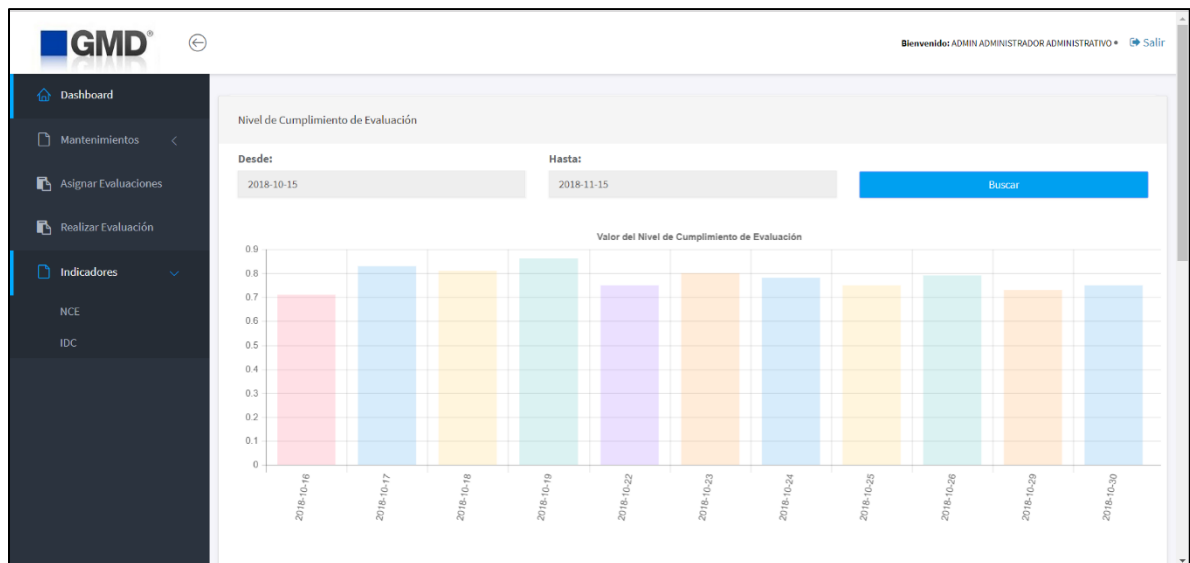 GMD®
Bienvenido: ADMIN ADMINISTRADOR ADMINISTRATIVO Salir
Dashboard
Mantenimientos
Asignar Evaluaciones
Realizar Evaluación
Indicadores
NCE
IDC
Nivel de Cumplimiento de Evaluación
Desde: Hasta:
2018-10-15 2018-11-15 Buscar
Valor del Nivel de Cumplimiento de Evaluación
0.9
0.8
0.7
0.6
0.5
0.4
0.3
0.2
0.1
0
2018-10-16 2018-10-17 2018-10-18 2018-10-19 2018-10-22 2018-10-23 2018-10-24 2018-10-25 2018-10-26 2018-10-29 2018-10-30